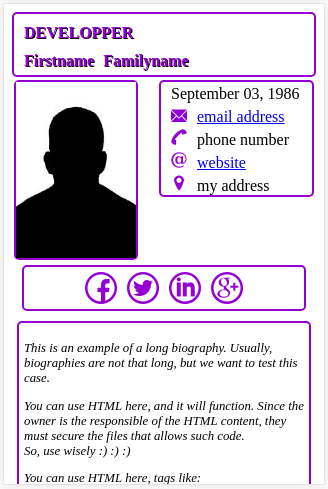 DEVELOPPER
Firstname Familyname
September 03, 1986
email address
phone number
@ website
my address
This is an example of a long biography. Usually,
biographies are not that long, but we want to test this
case.
You can use HTML here, and it will function. Since the
owner is the responsible of the HTML content, they
must secure the files that allows such code.
So, use wisely :) :) :)
You can use HTML here, tags like: